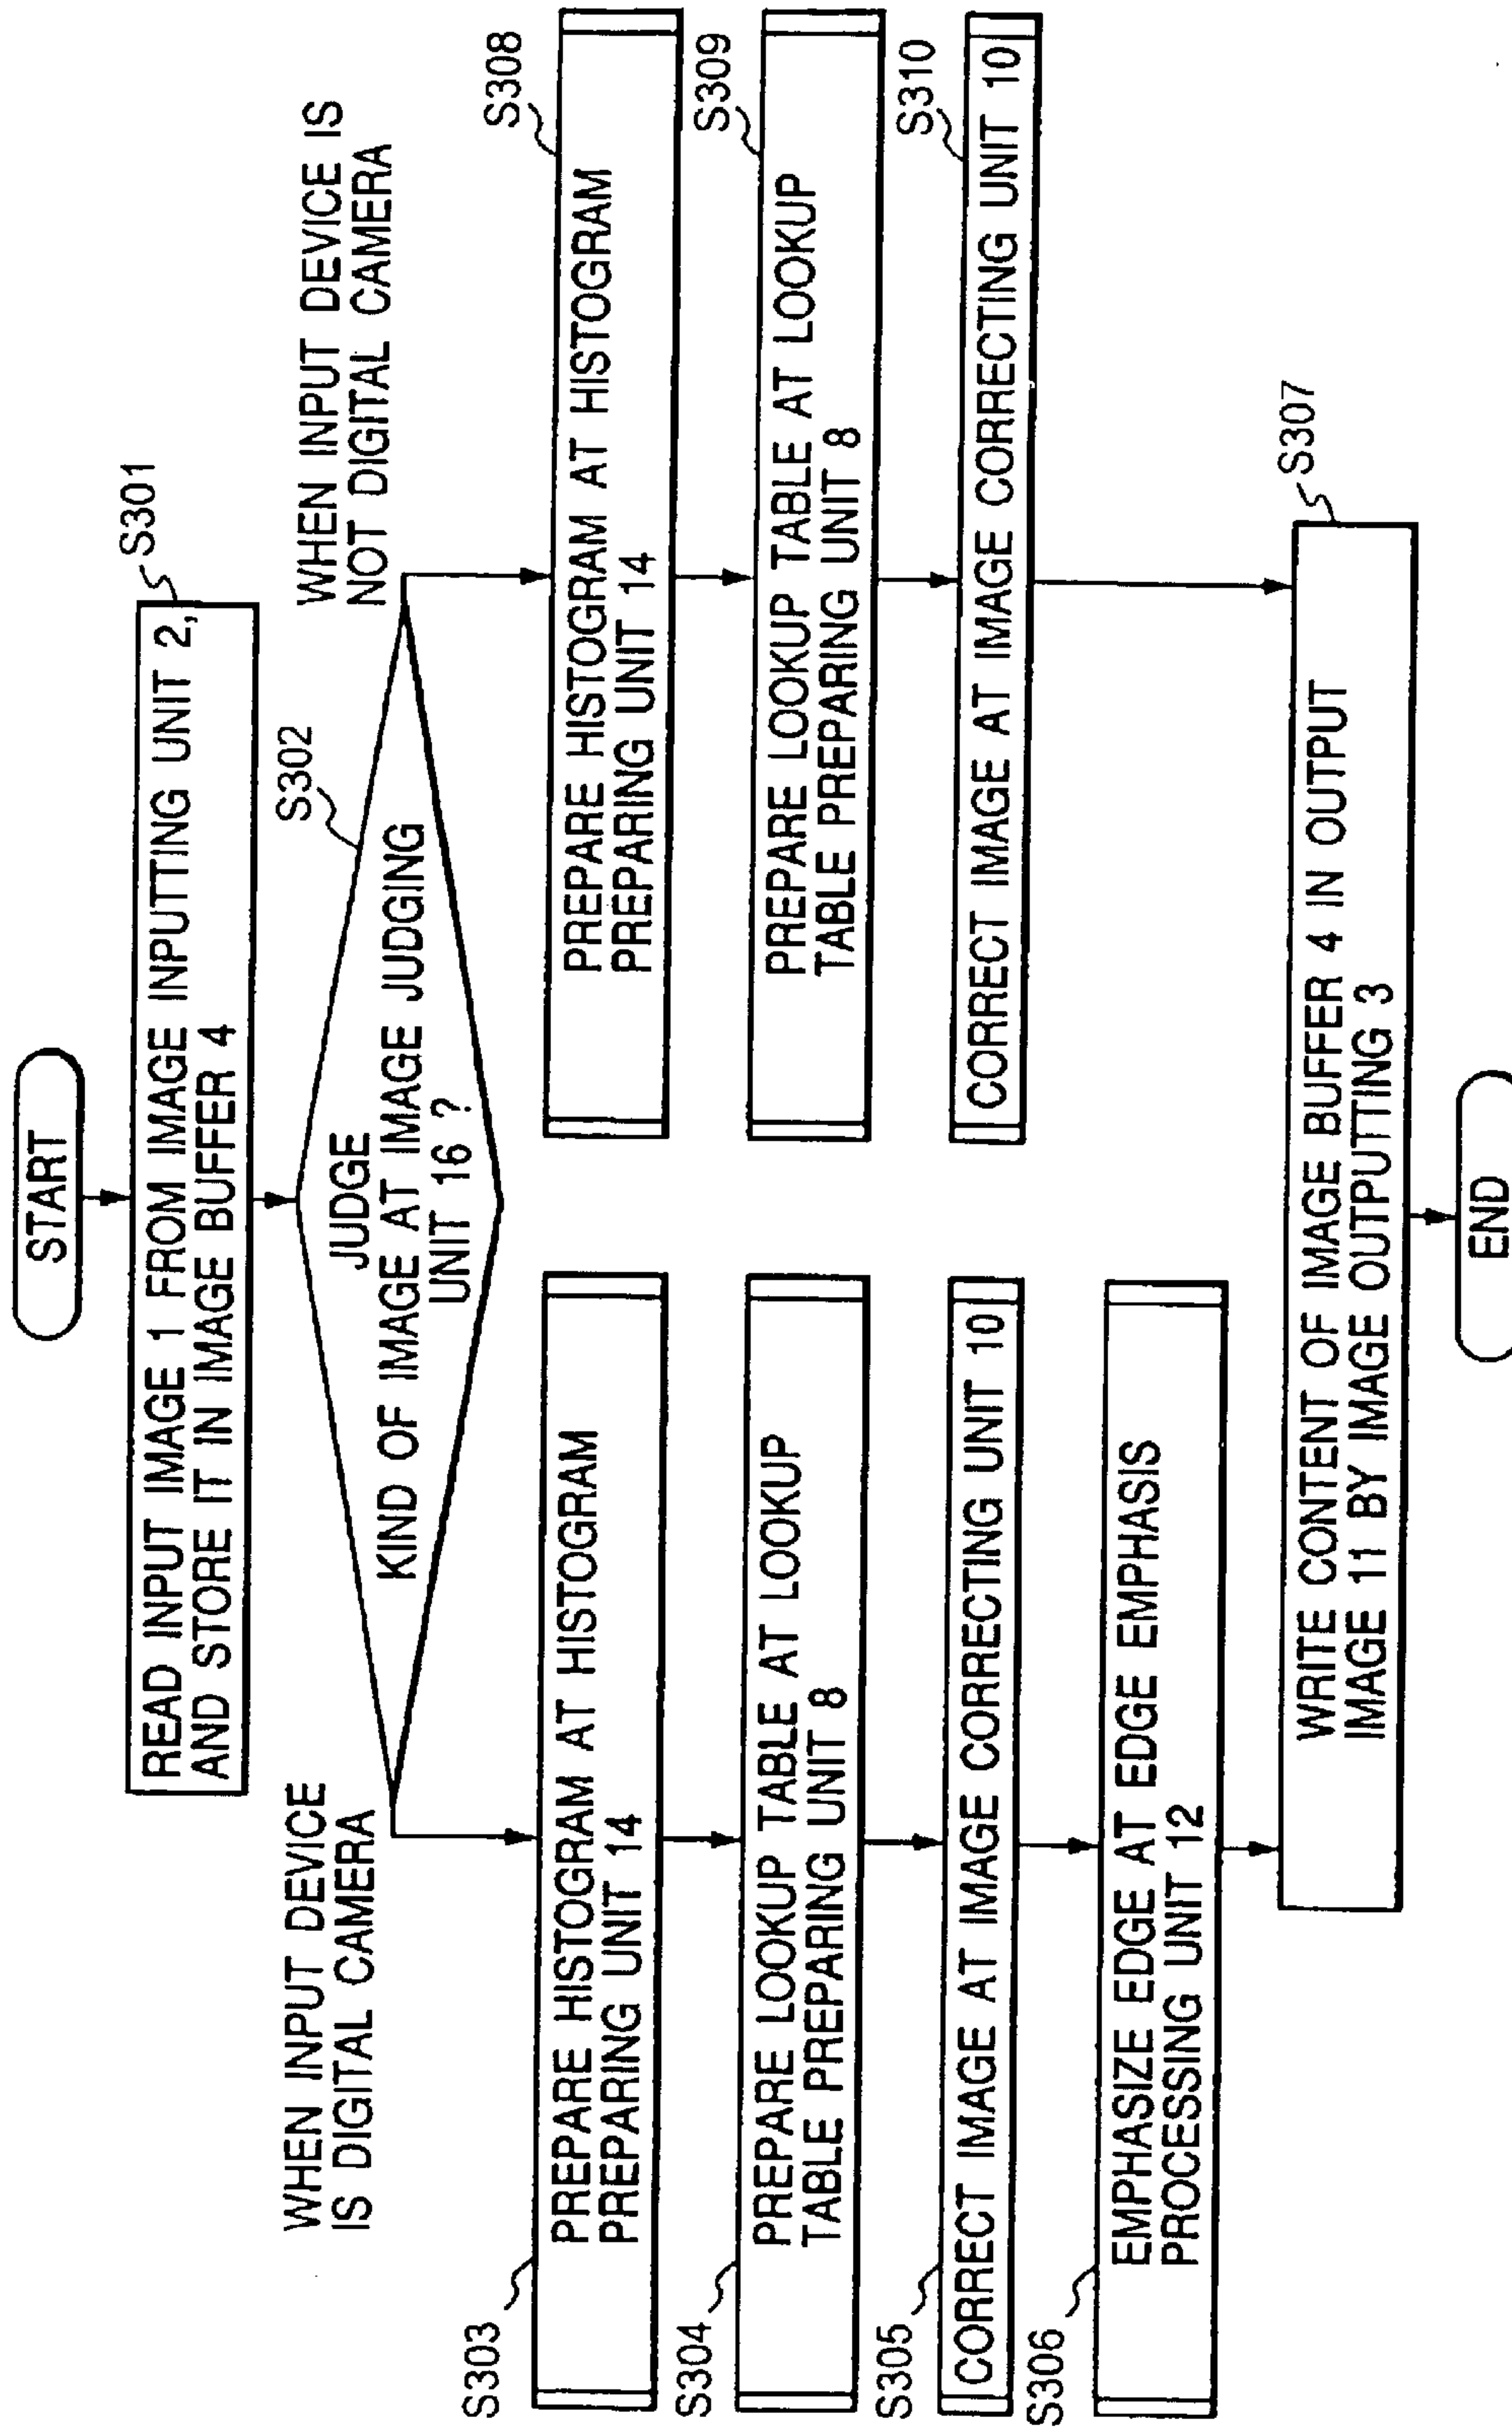 START
S301
READ INPUT IMAGE 1 FROM IMAGE INPUTTING UNIT 2,
AND STORE IT IN IMAGE BUFFER 4
S302
JUDGE
KIND OF IMAGE AT IMAGE JUDGING
UNIT 16 ?
WHEN INPUT DEVICE
IS DIGITAL CAMERA
WHEN INPUT DEVICE IS
NOT DIGITAL CAMERA
S303
PREPARE HISTOGRAM AT HISTOGRAM
PREPARING UNIT 14
S304
PREPARE LOOKUP TABLE AT LOOKUP
TABLE PREPARING UNIT 8
S305
CORRECT IMAGE AT IMAGE CORRECTING UNIT 10
S306
EMPHASIZE EDGE AT EDGE EMPHASIS
PROCESSING UNIT 12
S308
PREPARE HISTOGRAM AT HISTOGRAM
PREPARING UNIT 14
S309
PREPARE LOOKUP TABLE AT LOOKUP
TABLE PREPARING UNIT 8
S310
CORRECT IMAGE AT IMAGE CORRECTING UNIT 10
S307
WRITE CONTENT OF IMAGE BUFFER 4 IN OUTPUT
IMAGE 11 BY IMAGE OUTPUTTING 3
END